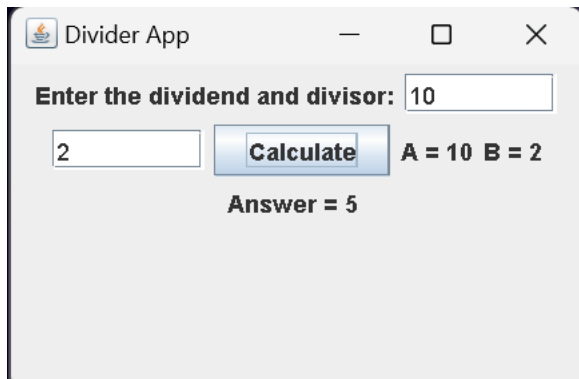 Divider App
Enter the dividend and divisor: 10
2 Calculate A = 10 B = 2
Answer = 5